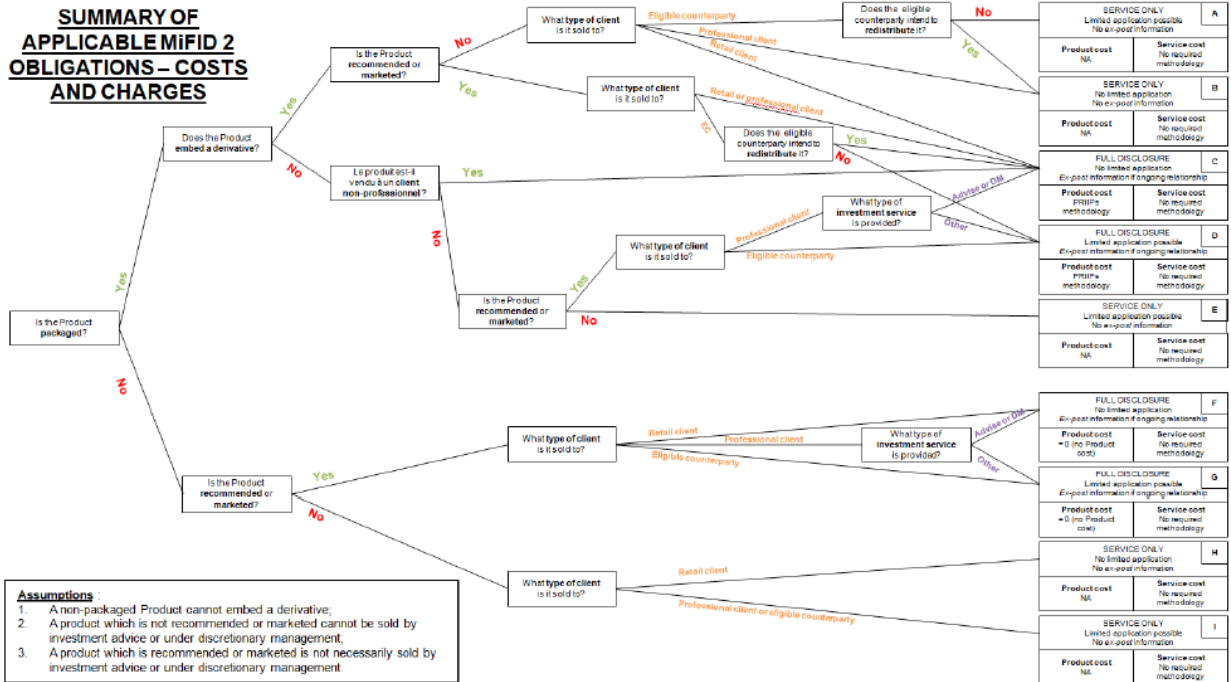 SUMMARY OF
APPLICABLE MiFID 2
OBLIGATIONS – COSTS
AND CHARGES
Is the Product
packaged?
Yes
No
Does the Product
embed a derivative?
Yes
No
Is the Product
recommended or
marketed?
No
Yes
What type of client
is it sold to?
Eligible counterparty
Professional client
Retail client
Does the eligible
counterparty intend to
redistribute it?
No
Yes
What type of client
is it sold to?
Retail or professional client
EC
Does the eligible
counterparty intend to
redistribute it?
Yes
No
Le produit est-il
vendu à un client
non-professionnel ?
Yes
No
Is the Product
recommended or
marketed?
Yes
No
What type of client
is it sold to?
Professional client
Eligible counterparty
What type of
investment service
is provided?
Advise or DM
Other
Is the Product
recommended or
marketed?
Yes
No
What type of client
is it sold to?
Retail client
Professional client
Eligible counterparty
What type of
investment service
is provided?
Advise or DM
Other
What type of client
is it sold to?
Retail client
Professional client or eligible counterparty
SERVICE ONLY
A
Limited application possible
No ex-post information
Product cost
NA
Service cost
No required
methodology
SERVICE ONLY
B
No limited application
No ex-post information
Product cost
NA
Service cost
No required
methodology
FULL DISCLOSURE
C
No limited application
Ex-post information if ongoing relationship
Product cost
PRIIPs
methodology
Service cost
No required
methodology
FULL DISCLOSURE
D
Limited application possible
Ex-post information if ongoing relationship
Product cost
PRIIPs
methodology
Service cost
No required
methodology
SERVICE ONLY
E
Limited application possible
No ex-post information
Product cost
NA
Service cost
No required
methodology
FULL DISCLOSURE
F
No limited application
Ex-post information if ongoing relationship
Product cost
= 0 (no Product
cost)
Service cost
No required
methodology
FULL DISCLOSURE
G
Limited application possible
Ex-post information if ongoing relationship
Product cost
= 0 (no Product
cost)
Service cost
No required
methodology
SERVICE ONLY
H
No limited application
No ex-post information
Product cost
NA
Service cost
No required
methodology
SERVICE ONLY
I
Limited application possible
No ex-post information
Product cost
NA
Service cost
No required
methodology
Assumptions :
1. A non-packaged Product cannot embed a derivative;
2. A product which is not recommended or marketed cannot be sold by
investment advice or under discretionary management;
3. A product which is recommended or marketed is not necessarily sold by
investment advice or under discretionary management.